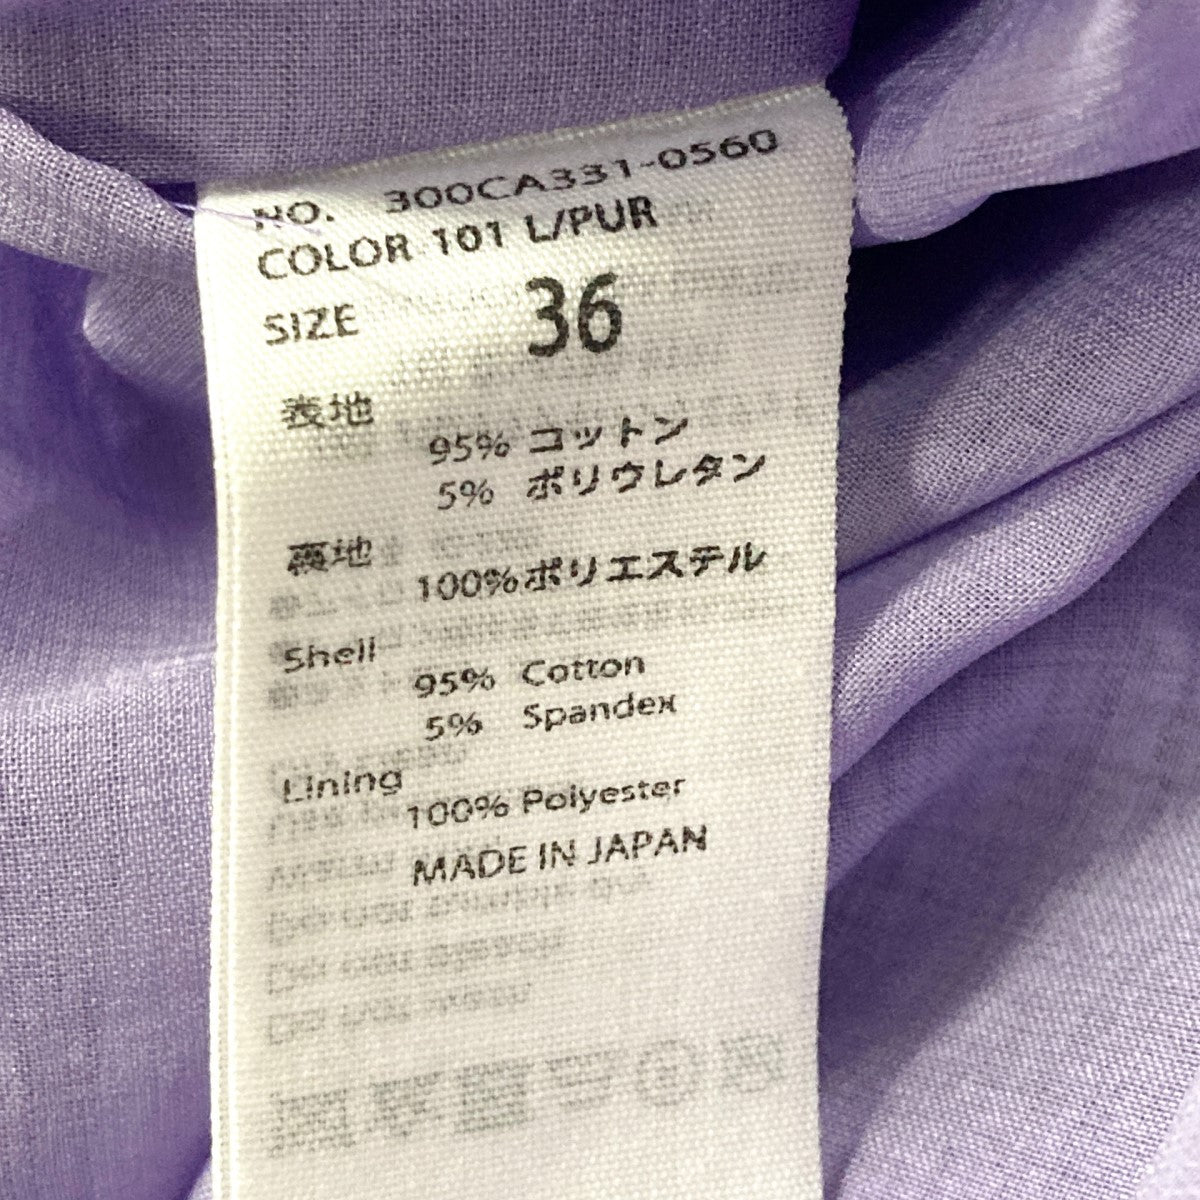 NO. 300CA331-0560
COLOR 101 L/PUR
SIZE 36
表地
95% コットン
5% ポリウレタン
裏地
100% ポリエステル
Shell
95% Cotton
5% Spandex
Lining
100% Polyester
MADE IN JAPAN